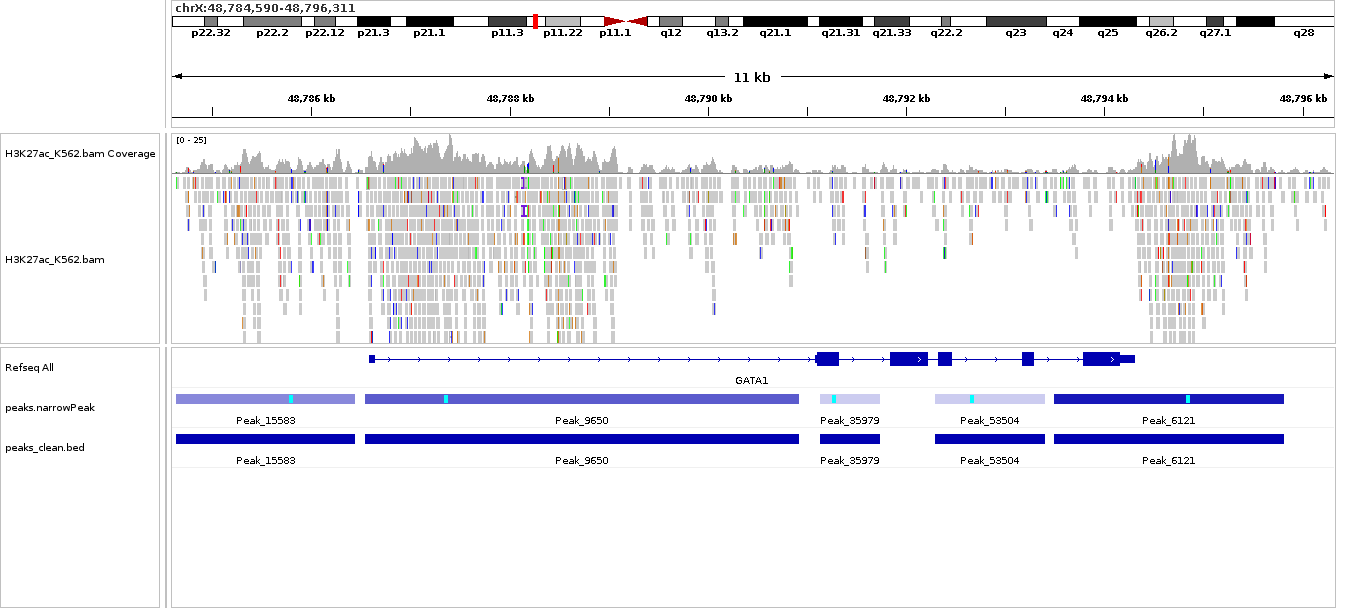 chrX:48,784,590-48,796,311
p22.32 p22.2 p22.12 p21.3 p21.1 p11.3 p11.22 p11.1 q12 q13.2 q21.1 q21.31 q21.33 q22.2 q23 q24 q25 q26.2 q27.1 q28
11 kb
48,786 kb 48,788 kb 48,790 kb 48,792 kb 48,794 kb 48,796 kb
[0 - 25]
H3K27ac_K562.bam Coverage
H3K27ac_K562.bam
Refseq All
GATA1
peaks.narrowPeak
Peak_15583 Peak_9650 Peak_35979 Peak_53504 Peak_6121
peaks_clean.bed
Peak_15583 Peak_9650 Peak_35979 Peak_53504 Peak_6121